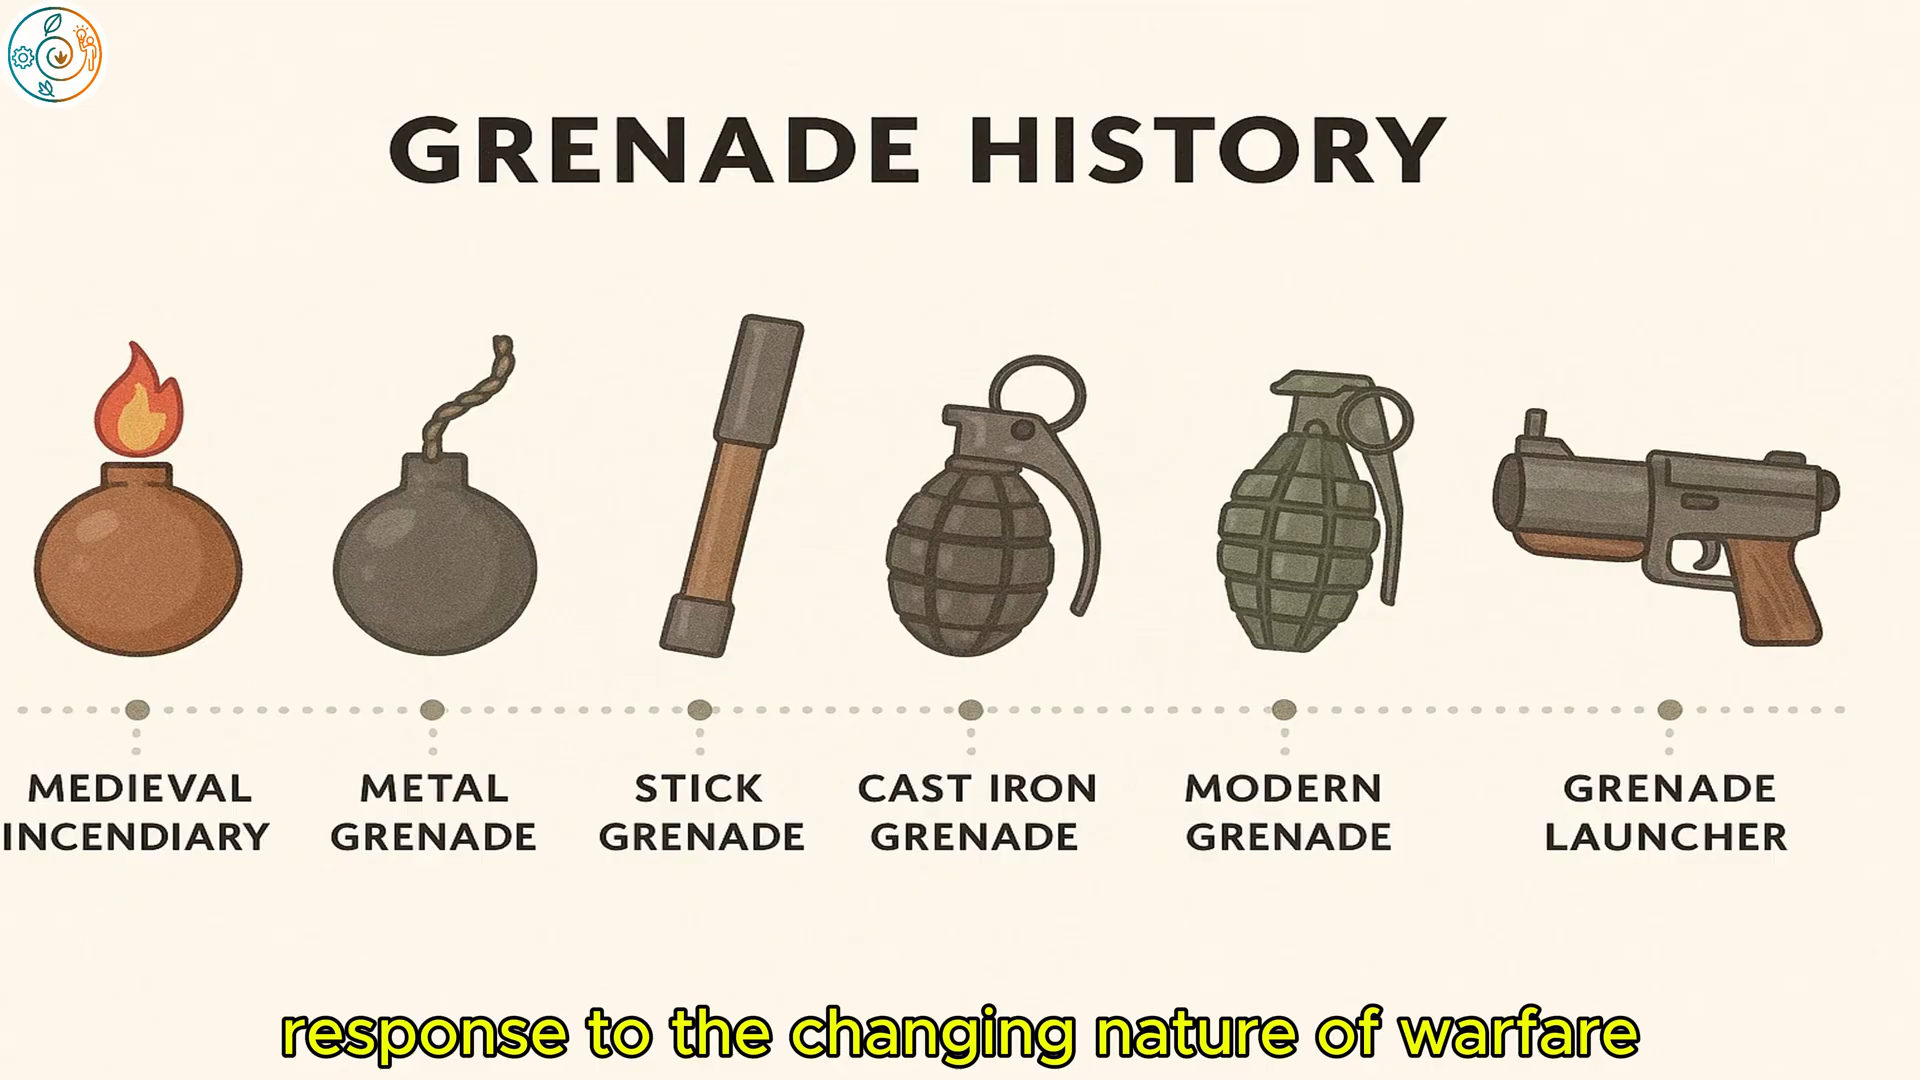 GRENADE HISTORY
MEDIEVAL
INCENDIARY
METAL
GRENADE
STICK
GRENADE
CAST IRON
GRENADE
MODERN
GRENADE
GRENADE
LAUNCHER
response to the changing nature of warfare